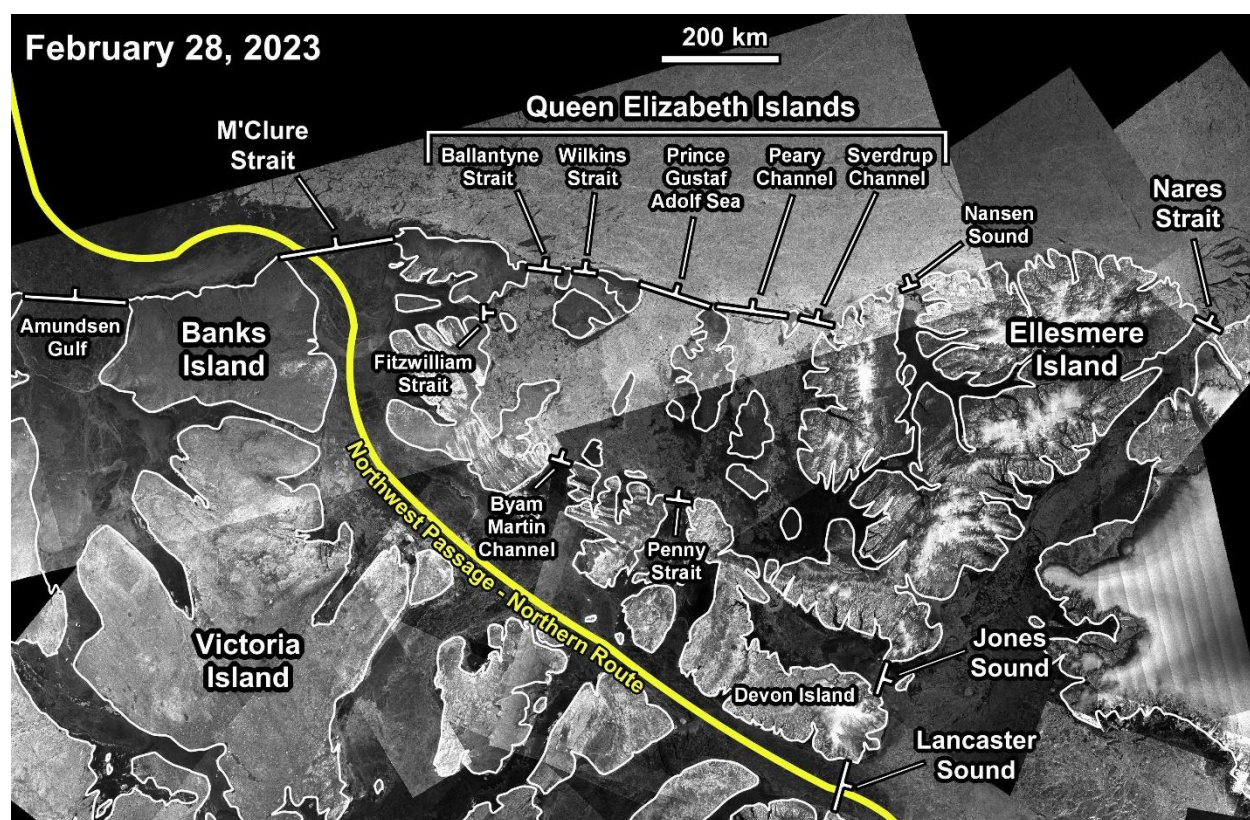 February 28, 2023
200 km
Queen Elizabeth Islands
M'Clure
Strait
Ballantyne
Strait
Wilkins
Strait
Prince
Gustaf
Adolf Sea
Peary
Channel
Sverdrup
Channel
Nansen
Sound
Nares
Strait
Amundsen
Gulf
Banks
Island
Fitzwilliam
Strait
Ellesmere
Island
Northwest Passage - Northern Route
Byam
Martin
Channel
Penny
Strait
Victoria
Island
Devon Island
Jones
Sound
Lancaster
Sound